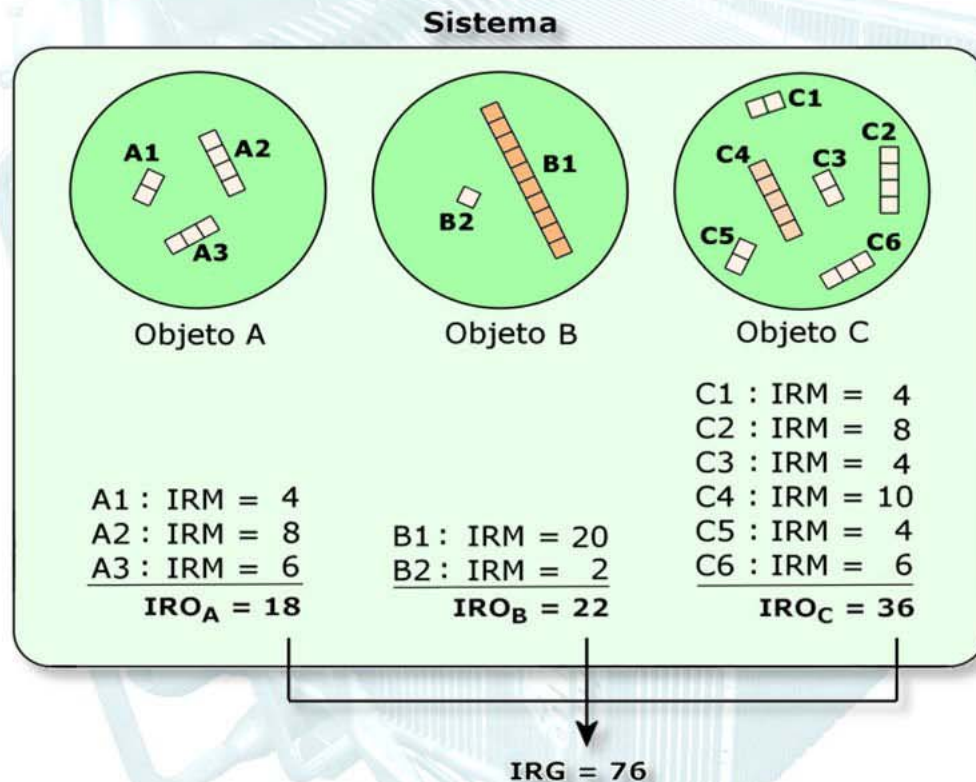 Sistema
A1
A2
A3
Objeto A
B1
B2
Objeto B
C1
C2
C4
C3
C5
C6
Objeto C
A1 : IRM = 4
A2 : IRM = 8
A3 : IRM = 6
IROA = 18
B1: IRM = 20
B2: IRM = 2
IROB = 22
C1 : IRM = 4
C2 : IRM = 8
C3 : IRM = 4
C4 : IRM = 10
C5 : IRM = 4
C6 : IRM = 6
IROC = 36
IRG = 76